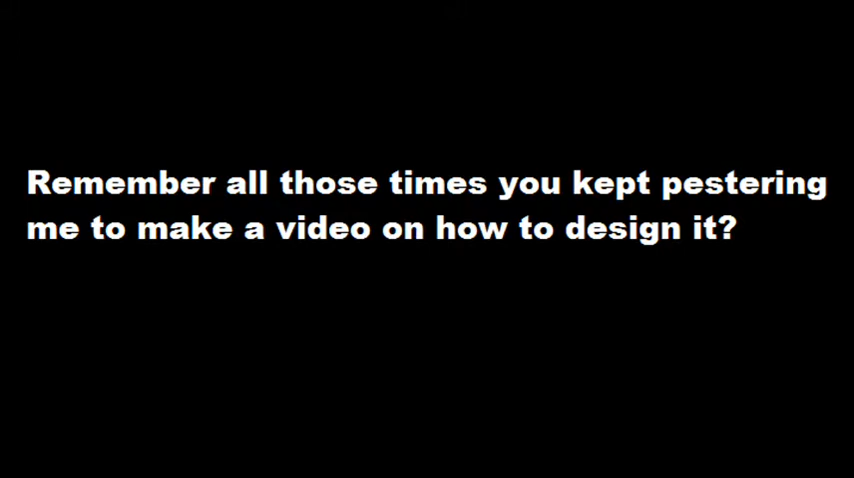 Remember all those times you kept pestering
me to make a video on how to design it?